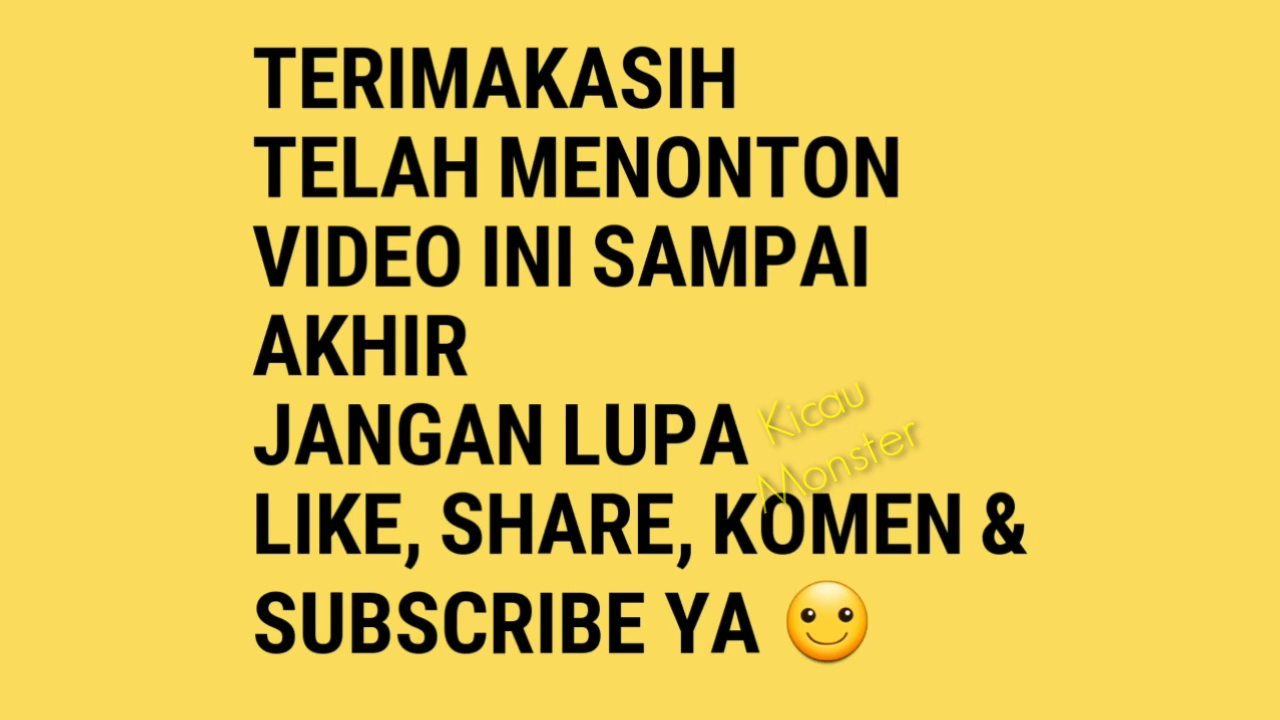 TERIMAKASIH
TELAH MENONTON
VIDEO INI SAMPAI
AKHIR
JANGAN LUPA
Kicau
Monster
LIKE, SHARE, KOMEN &
SUBSCRIBE YA 🙂